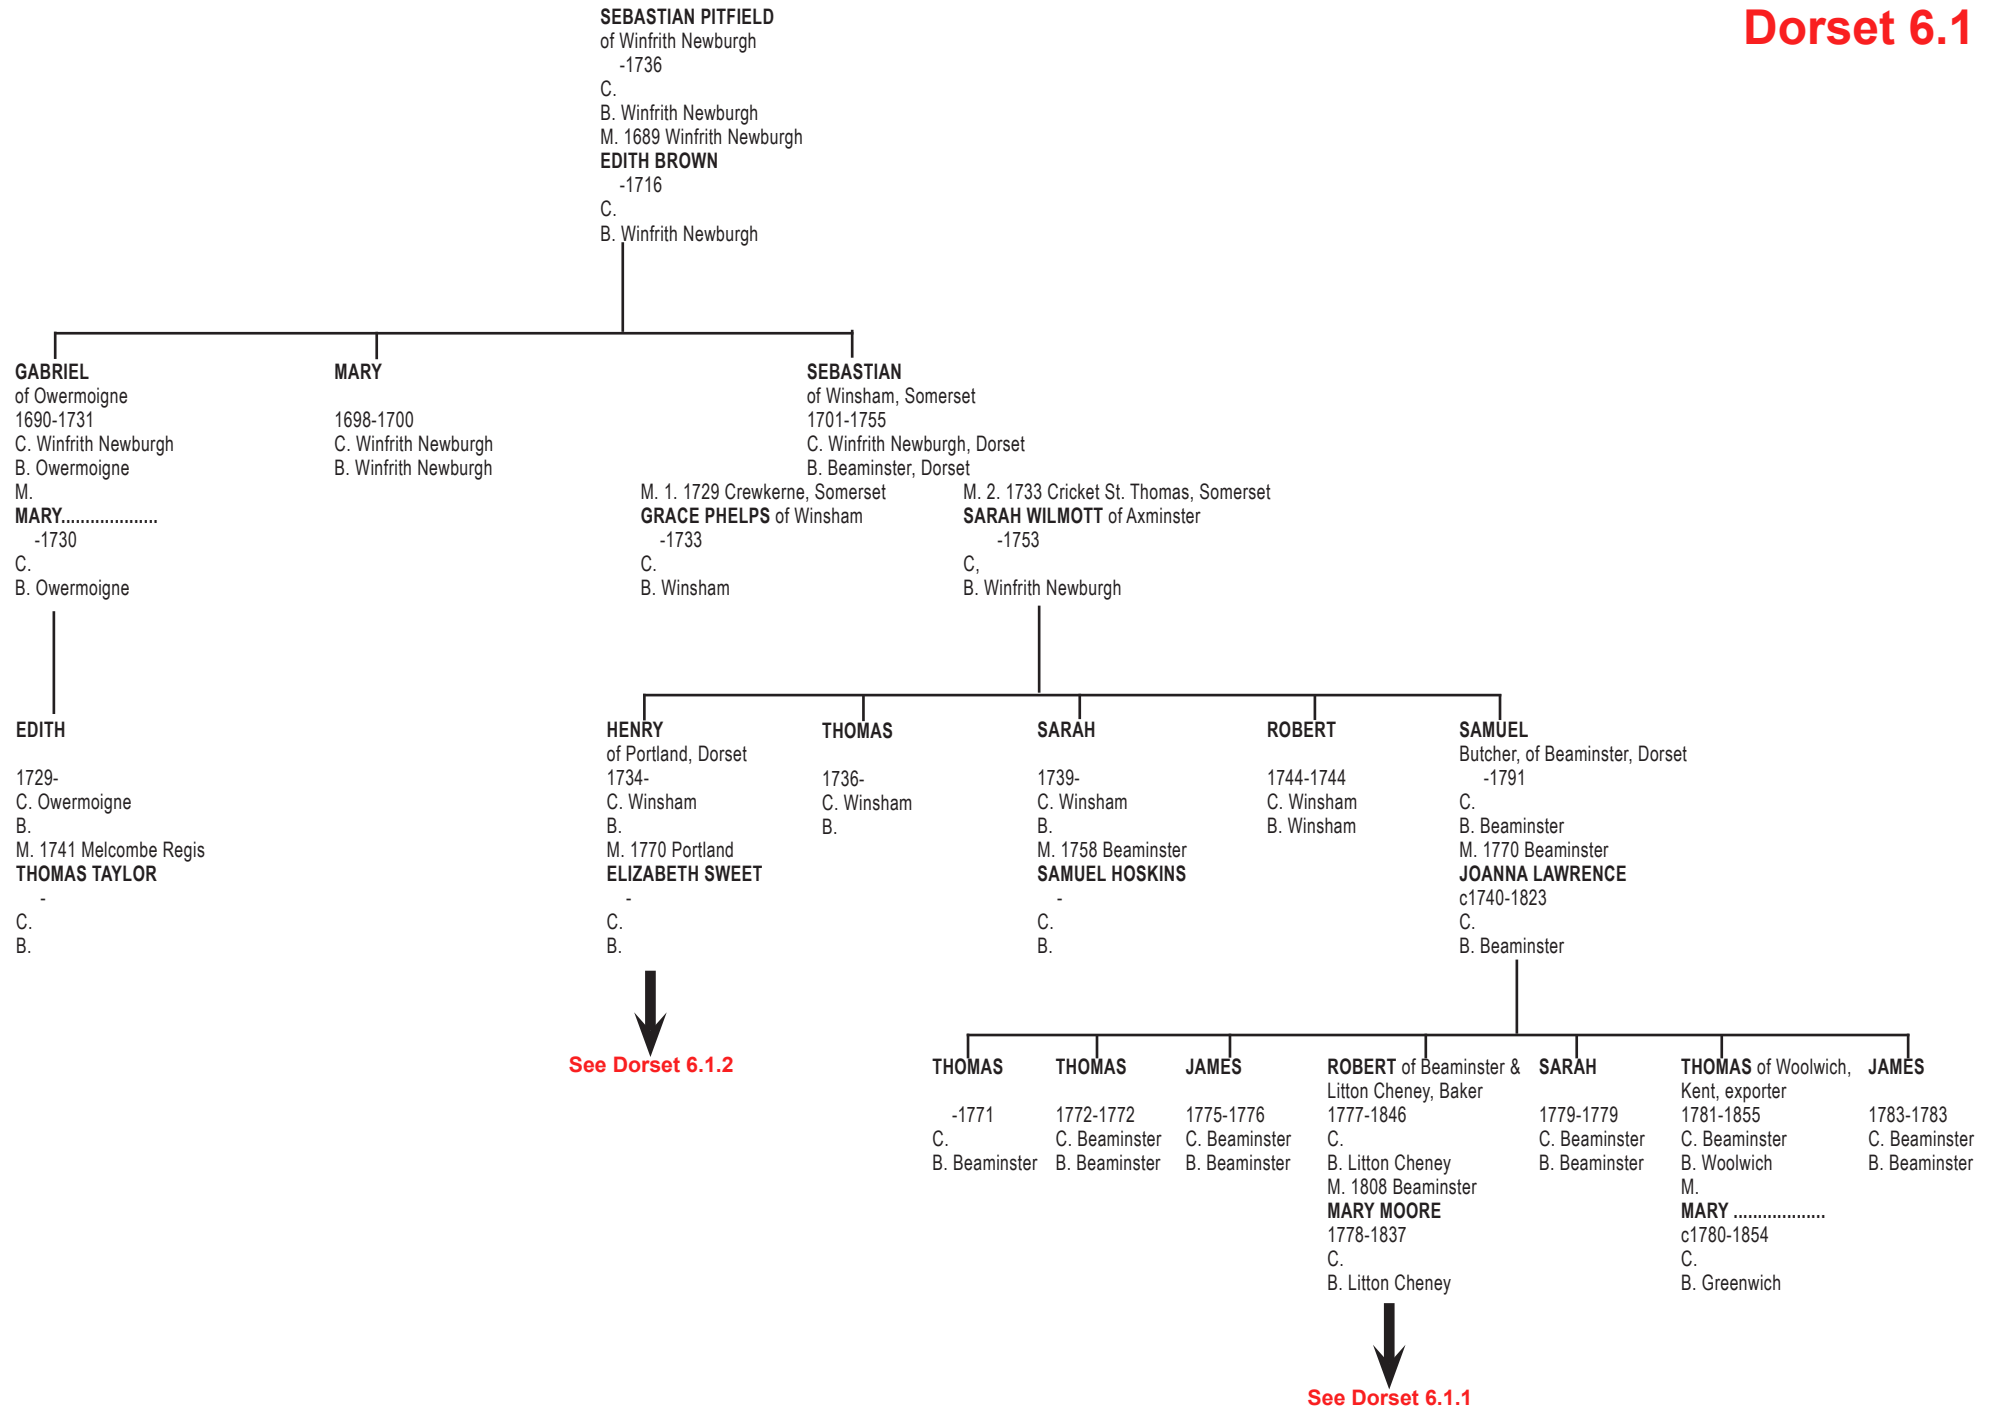 Dorset 6.1
SEBASTIAN PITFIELD
of Winfrith Newburgh
-1736
C.
B. Winfrith Newburgh
M. 1689 Winfrith Newburgh
EDITH BROWN
-1716
C.
B. Winfrith Newburgh
GABRIEL
of Owermoigne
1690-1731
C. Winfrith Newburgh
B. Owermoigne
M.
MARY....................
-1730
C.
B. Owermoigne
MARY
1698-1700
C. Winfrith Newburgh
B. Winfrith Newburgh
SEBASTIAN
of Winsham, Somerset
1701-1755
C. Winfrith Newburgh, Dorset
B. Beaminster, Dorset
M. 1. 1729 Crewkerne, Somerset
GRACE PHELPS of Winsham
-1733
C.
B. Winsham
M. 2. 1733 Cricket St. Thomas, Somerset
SARAH WILMOTT of Axminster
-1753
C,
B. Winfrith Newburgh
EDITH
1729-
C. Owermoigne
B.
M. 1741 Melcombe Regis
THOMAS TAYLOR
-
C.
B.
HENRY
of Portland, Dorset
1734-
C. Winsham
B.
M. 1770 Portland
ELIZABETH SWEET
-
C.
B.
See Dorset 6.1.2
THOMAS
1736-
C. Winsham
B.
SARAH
1739-
C. Winsham
B.
M. 1758 Beaminster
SAMUEL HOSKINS
-
C.
B.
ROBERT
1744-1744
C. Winsham
B. Winsham
SAMUEL
Butcher, of Beaminster, Dorset
-1791
C.
B. Beaminster
M. 1770 Beaminster
JOANNA LAWRENCE
c1740-1823
C.
B. Beaminster
THOMAS
-1771
C.
B. Beaminster
THOMAS
1772-1772
C. Beaminster
B. Beaminster
JAMES
1775-1776
C. Beaminster
B. Beaminster
ROBERT of Beaminster &
Litton Cheney, Baker
1777-1846
C.
B. Litton Cheney
M. 1808 Beaminster
MARY MOORE
1778-1837
C.
B. Litton Cheney
See Dorset 6.1.1
SARAH
1779-1779
C. Beaminster
B. Beaminster
THOMAS of Woolwich,
Kent, exporter
1781-1855
C. Beaminster
B. Woolwich
M.
MARY ...................
c1780-1854
C.
B. Greenwich
JAMES
1783-1783
C. Beaminster
B. Beaminster